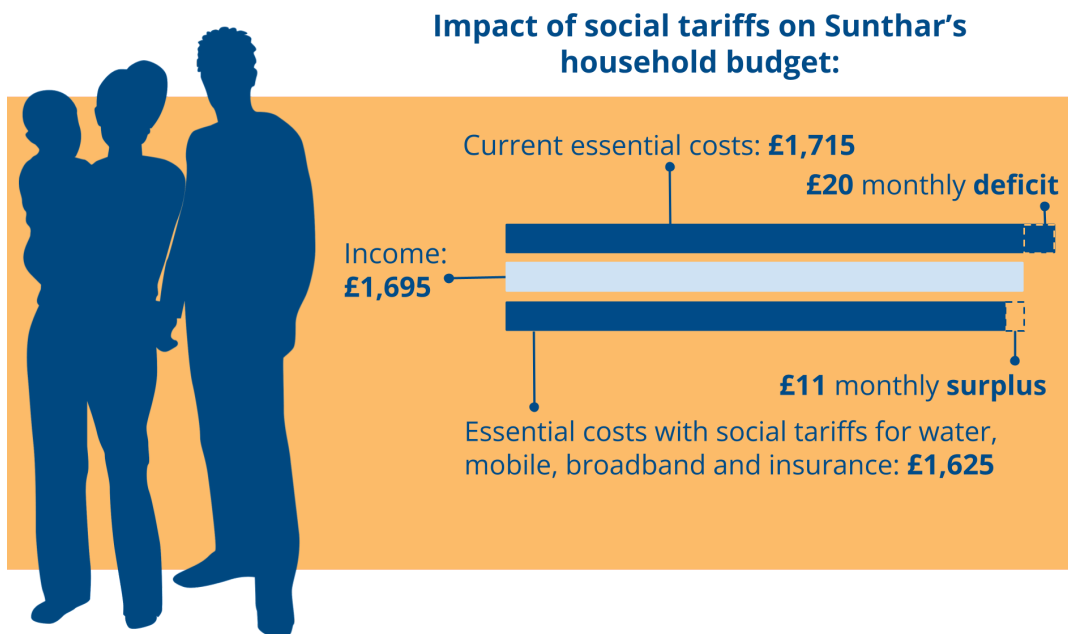 Impact of social tariffs on Sunthar’s
household budget:
Current essential costs: £1,715
£20 monthly deficit
Income:
£1,695
£11 monthly surplus
Essential costs with social tariffs for water,
mobile, broadband and insurance: £1,625